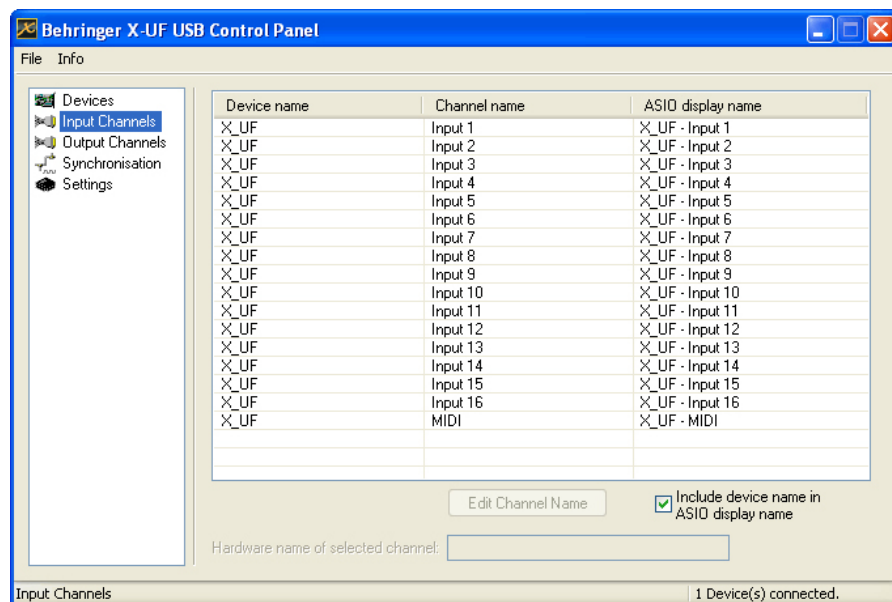 Behringer X-UF USB Control Panel
File Info
Devices
Input Channels
Output Channels
Synchronisation
Settings
Device name Channel name ASIO display name
X_UF Input 1 X_UF - Input 1
X_UF Input 2 X_UF - Input 2
X_UF Input 3 X_UF - Input 3
X_UF Input 4 X_UF - Input 4
X_UF Input 5 X_UF - Input 5
X_UF Input 6 X_UF - Input 6
X_UF Input 7 X_UF - Input 7
X_UF Input 8 X_UF - Input 8
X_UF Input 9 X_UF - Input 9
X_UF Input 10 X_UF - Input 10
X_UF Input 11 X_UF - Input 11
X_UF Input 12 X_UF - Input 12
X_UF Input 13 X_UF - Input 13
X_UF Input 14 X_UF - Input 14
X_UF Input 15 X_UF - Input 15
X_UF Input 16 X_UF - Input 16
X_UF MIDI X_UF - MIDI
Edit Channel Name
Include device name in
ASIO display name
Hardware name of selected channel:
Input Channels 1 Device(s) connected.